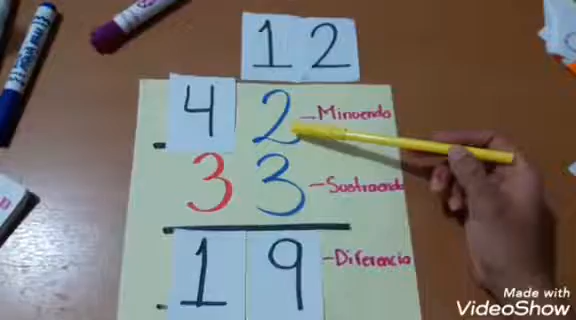 12
42 - Minuendo
- 33 - Sustraendo
19 - Diferencia
Made with
VideoShow